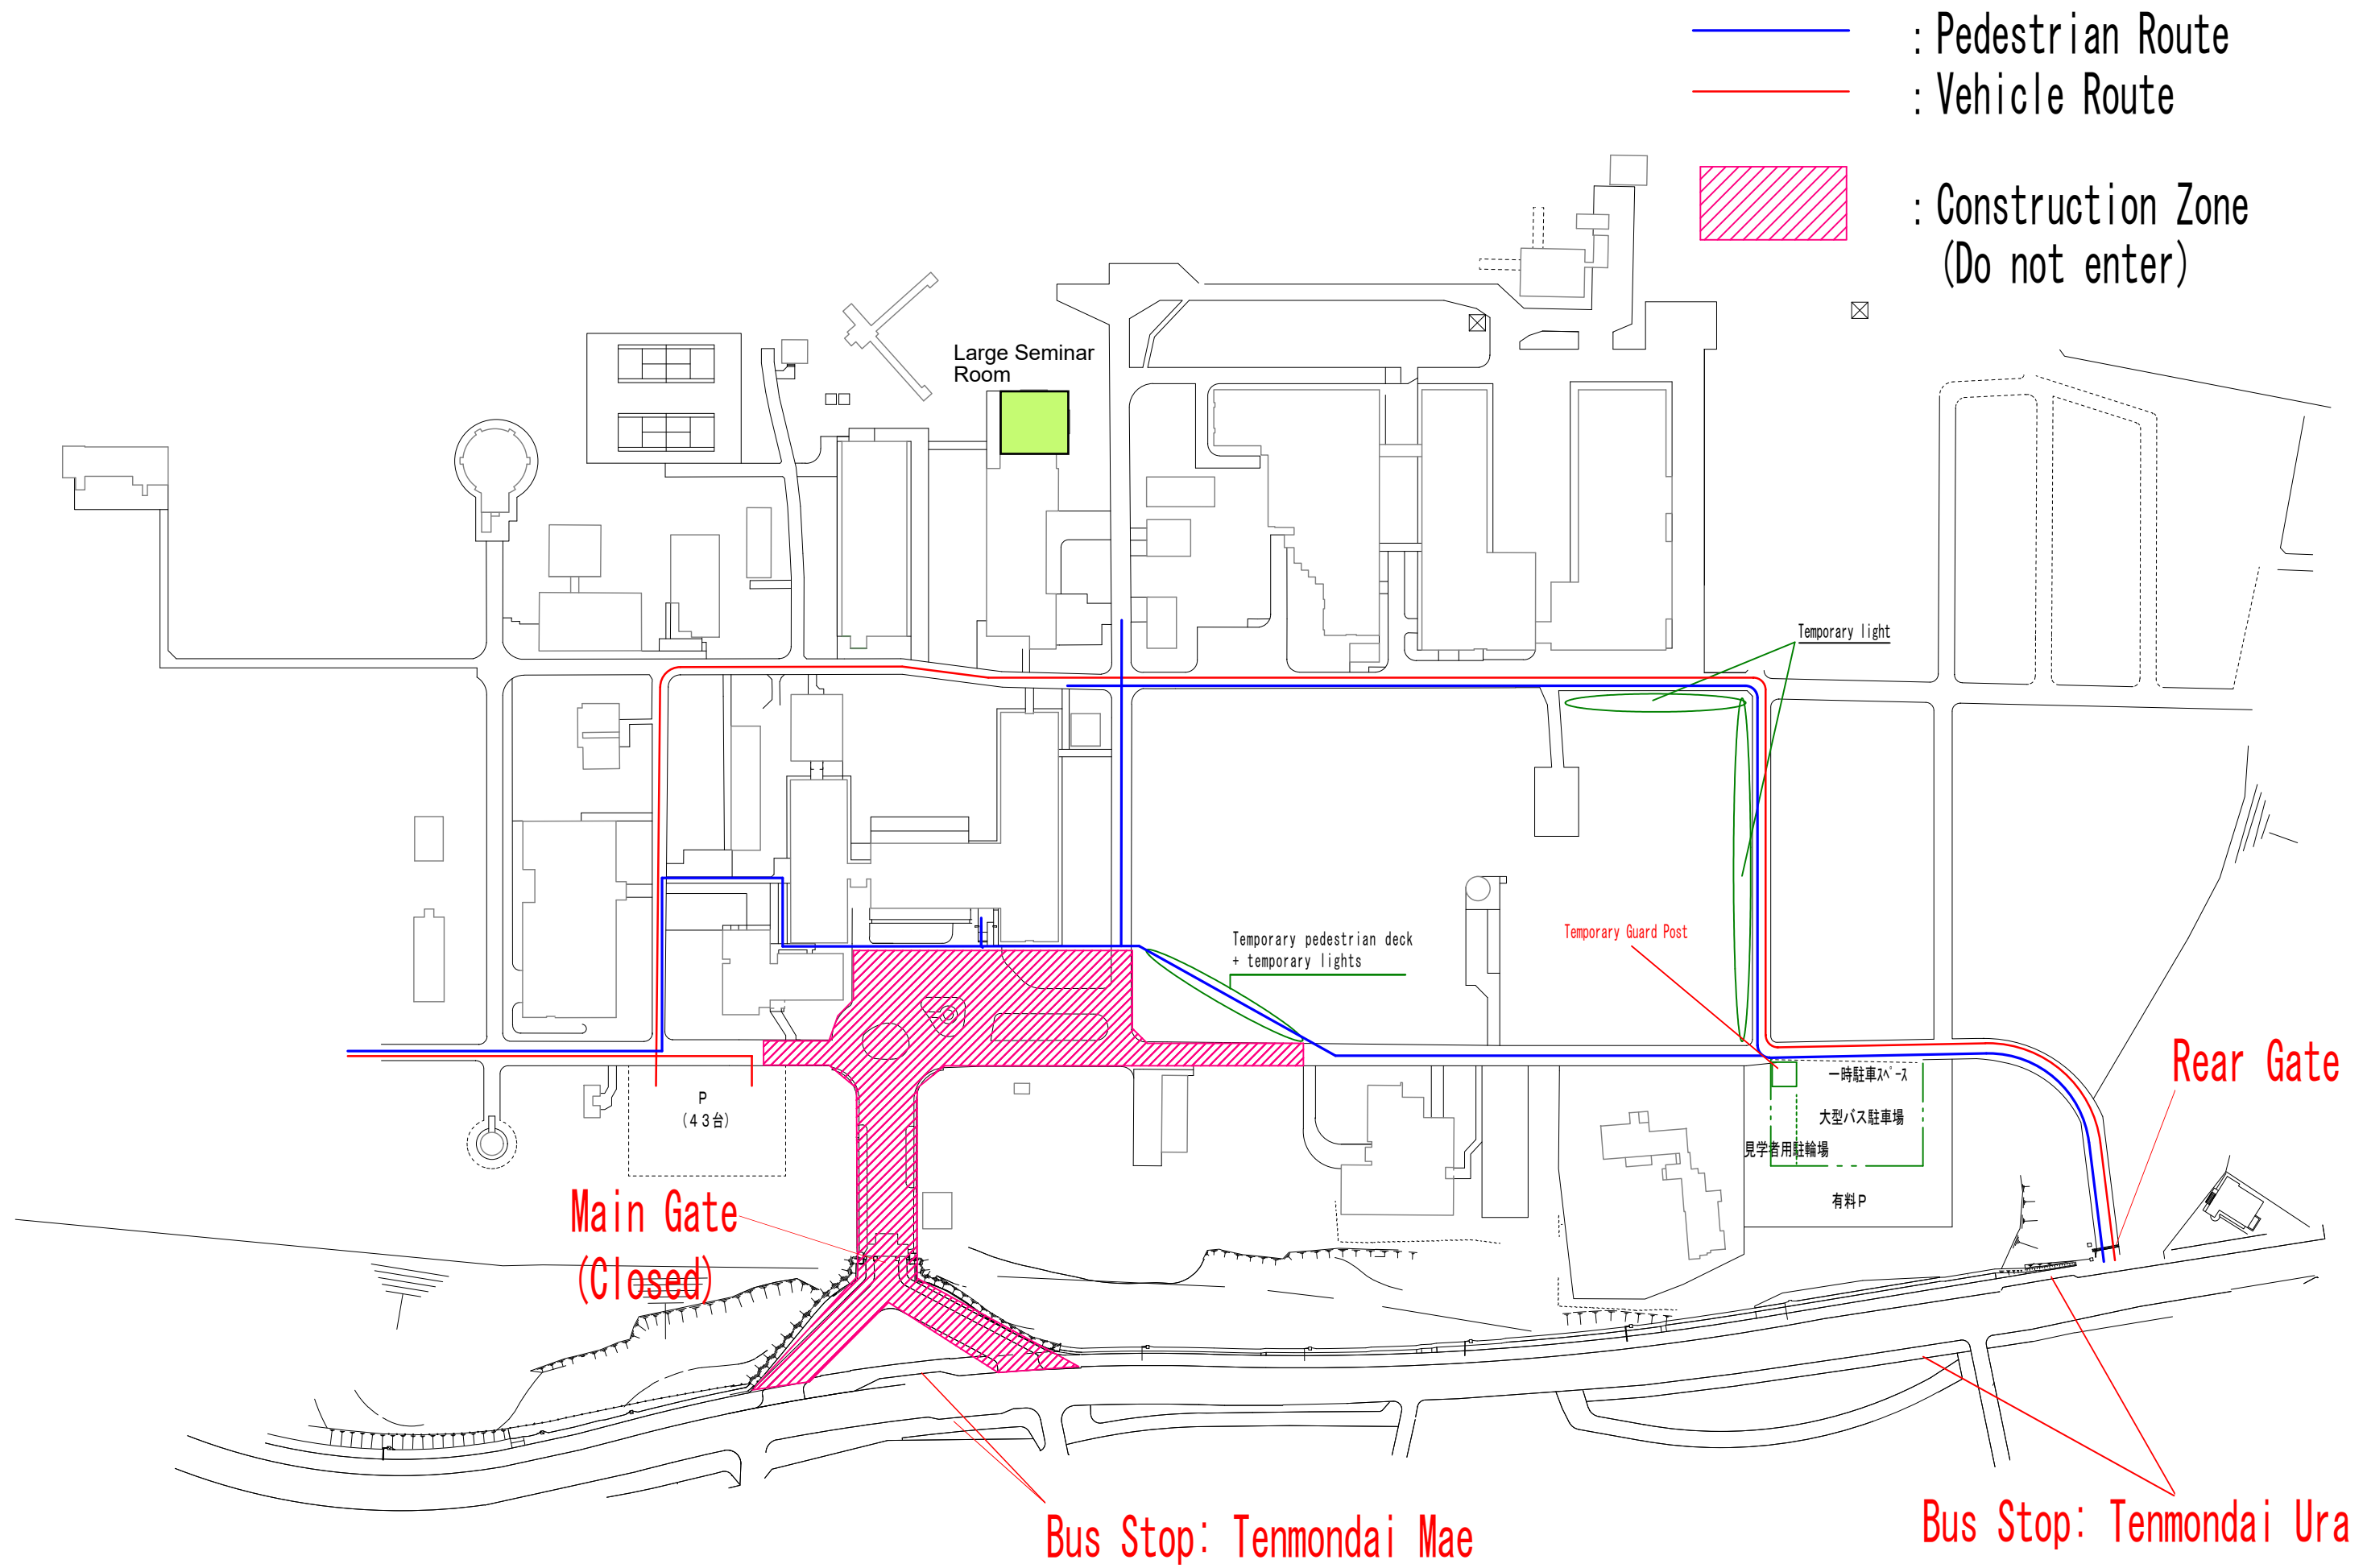 : Pedestrian Route
: Vehicle Route
: Construction Zone
(Do not enter)
Large Seminar
Room
Temporary light
Temporary pedestrian deck
+ temporary lights
Temporary Guard Post
Rear Gate
一時駐車ｽﾍﾟｰｽ
大型バス駐車場
見学者用駐輪場
有料Ｐ
Ｐ
(４３台)
Main Gate
(Closed)
Bus Stop: Tenmondai Mae
Bus Stop: Tenmondai Ura